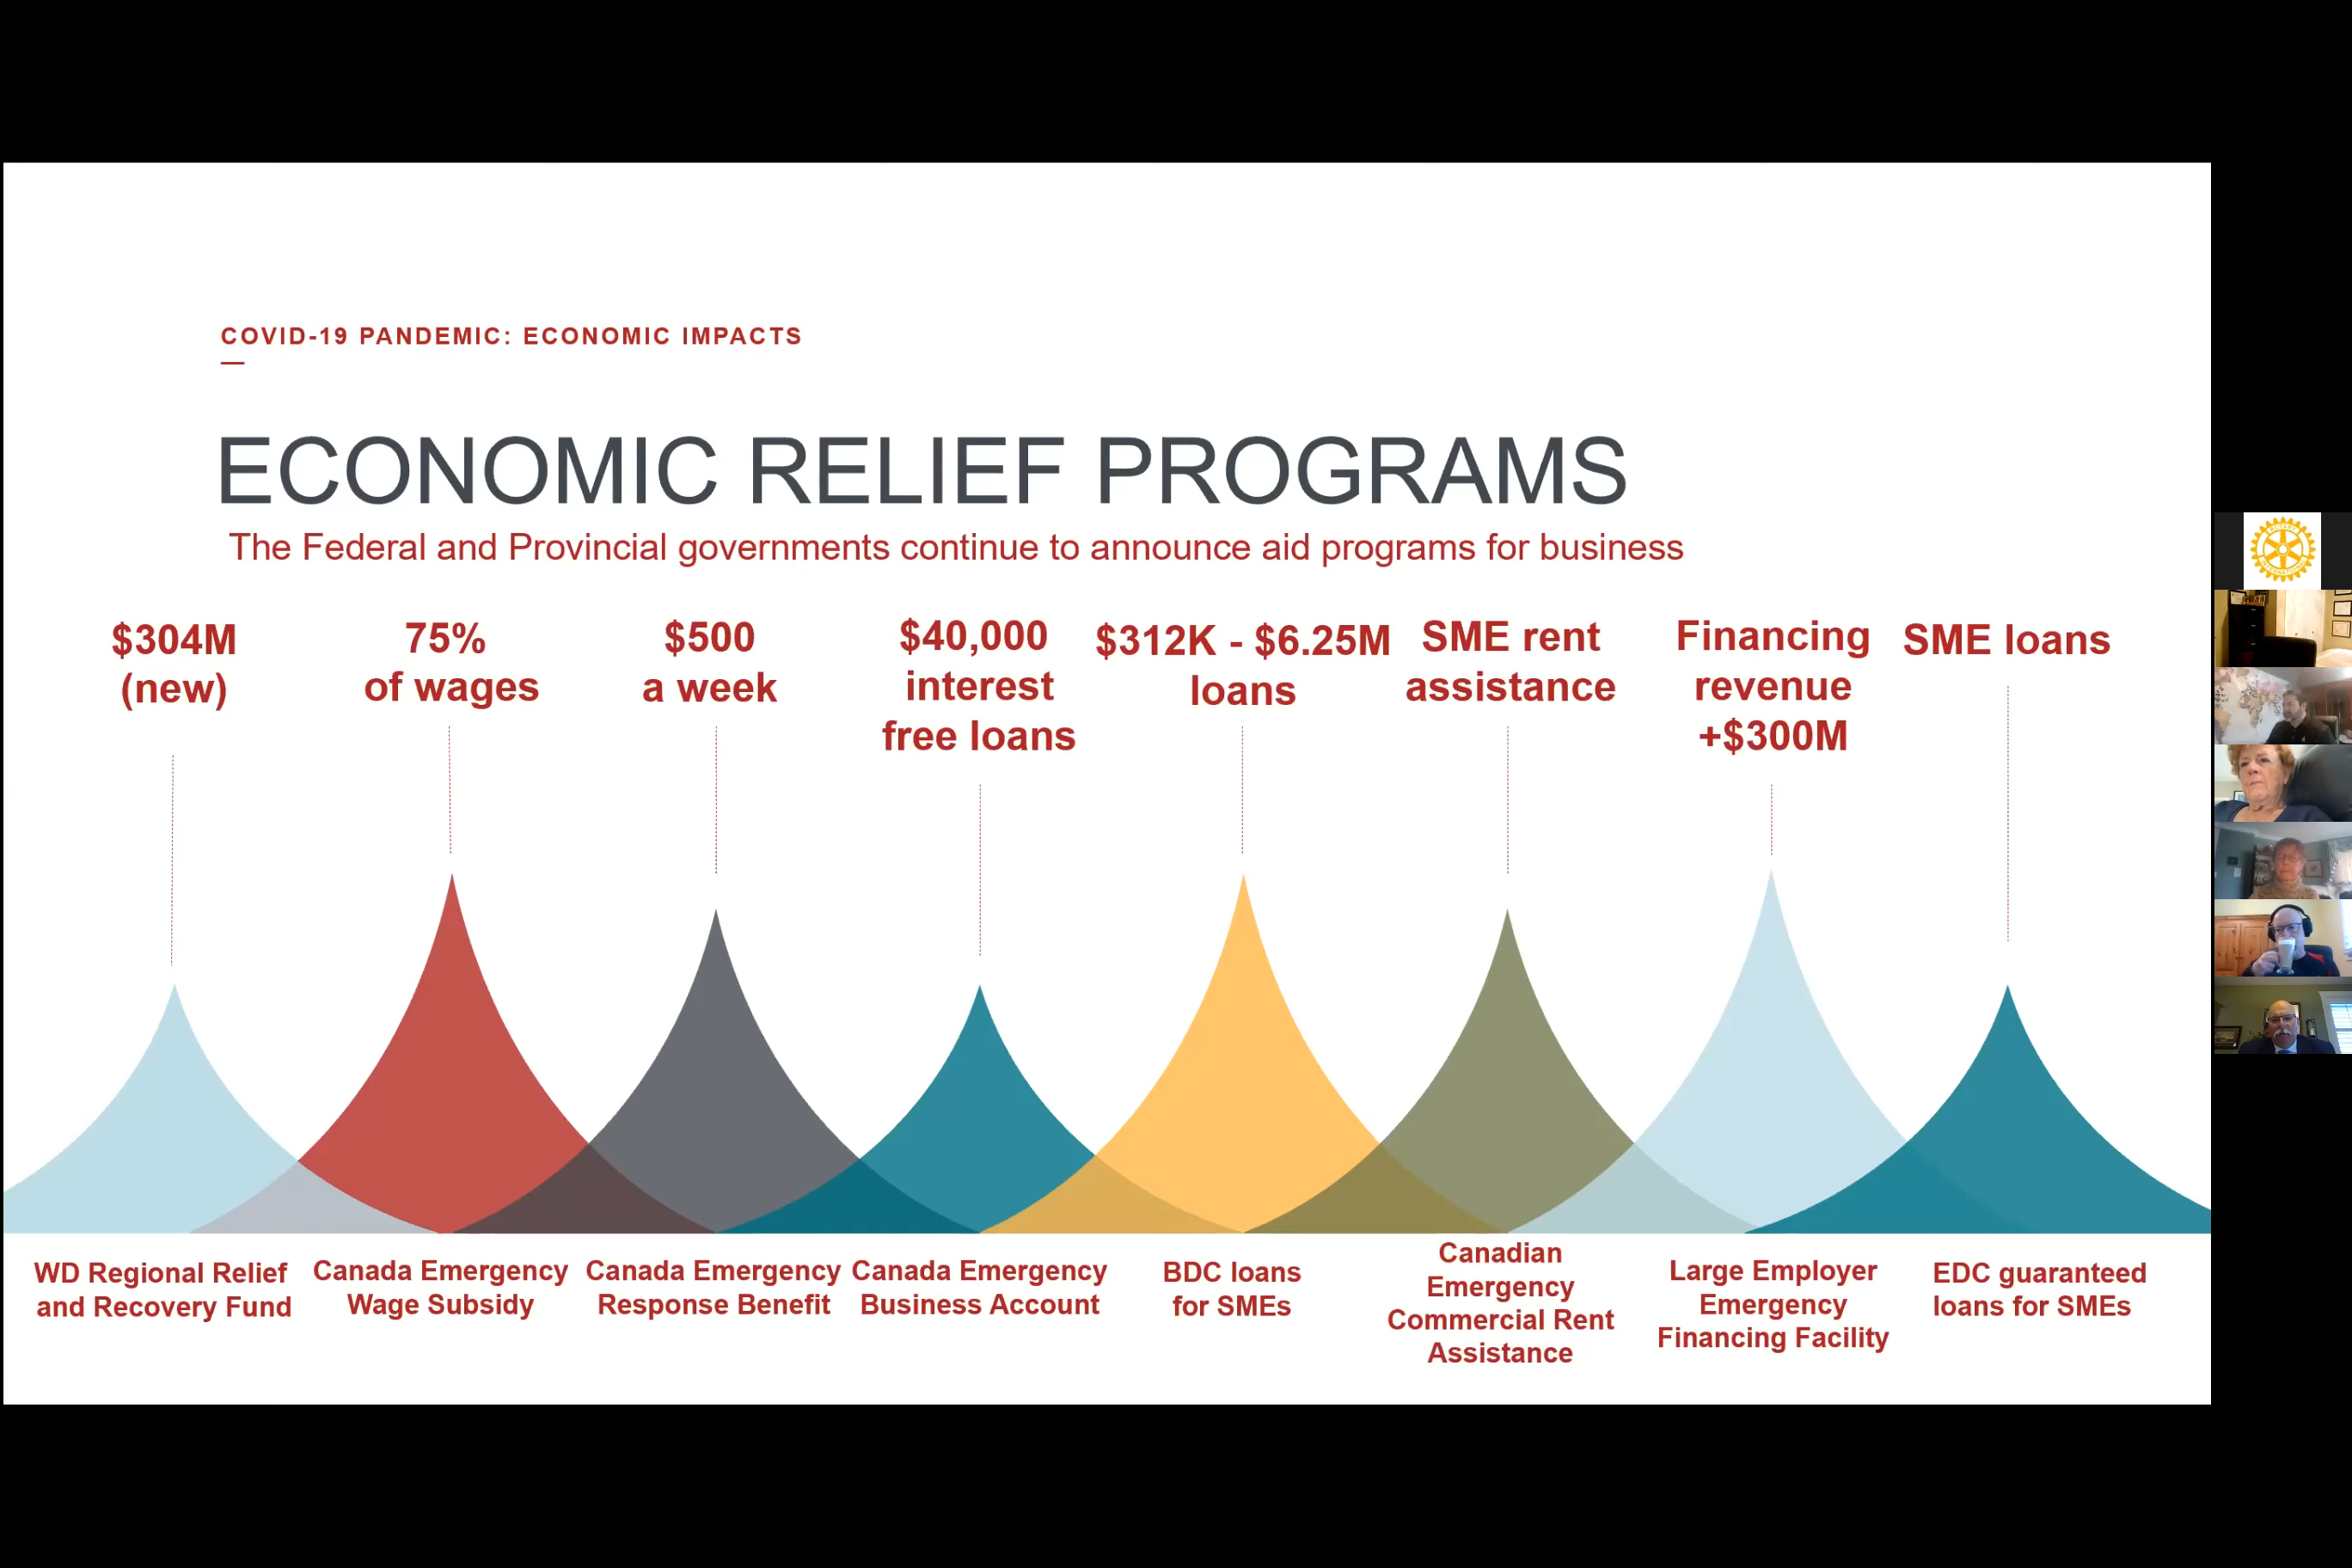 COVID-19 PANDEMIC: ECONOMIC IMPACTS
ECONOMIC RELIEF PROGRAMS
The Federal and Provincial governments continue to announce aid programs for business
$304M
(new)
75%
of wages
$500
a week
$40,000
interest
free loans
$312K - $6.25M
loans
SME rent
assistance
Financing
revenue
+$300M
SME loans
WD Regional Relief
and Recovery Fund
Canada Emergency
Wage Subsidy
Canada Emergency
Response Benefit
Canada Emergency
Business Account
BDC loans
for SMEs
Canadian
Emergency
Commercial Rent
Assistance
Large Employer
Emergency
Financing Facility
EDC guaranteed
loans for SMEs
ROTARY
INTERNATIONAL